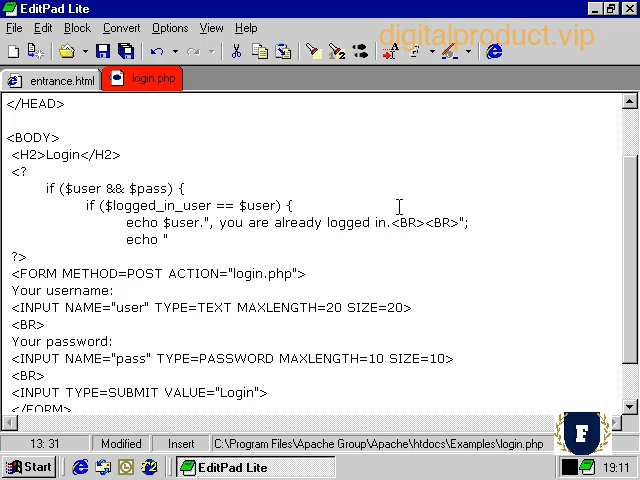 EditPad Lite
File Edit Block Convert Options View Help
digitalproduct.vip
entrance.html login.php
</HEAD>
<BODY>
<H2>Login</H2>
<?
if ($user && $pass) {
if ($logged_in_user == $user) {
echo $user.", you are already logged in.<BR><BR>";
echo "
?>
<FORM METHOD=POST ACTION="login.php">
Your username:
<INPUT NAME="user" TYPE=TEXT MAXLENGTH=20 SIZE=20>
<BR>
Your password:
<INPUT NAME="pass" TYPE=PASSWORD MAXLENGTH=10 SIZE=10>
<BR>
<INPUT TYPE=SUBMIT VALUE="Login">
</FORM>
F
13: 31 Modified Insert C:\Program Files\Apache Group\Apache\htdocs\Examples\login.php
Start EditPad Lite 19:11